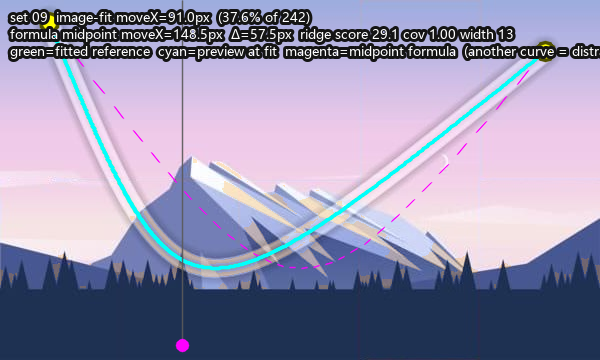 set 09  image-fit moveX=91.0px  (37.6% of 242)
formula midpoint moveX=148.5px  Δ=57.5px  ridge score 29.1 cov 1.00 width 13
green=fitted reference  cyan=preview at fit  magenta=midpoint formula  (another curve = distra